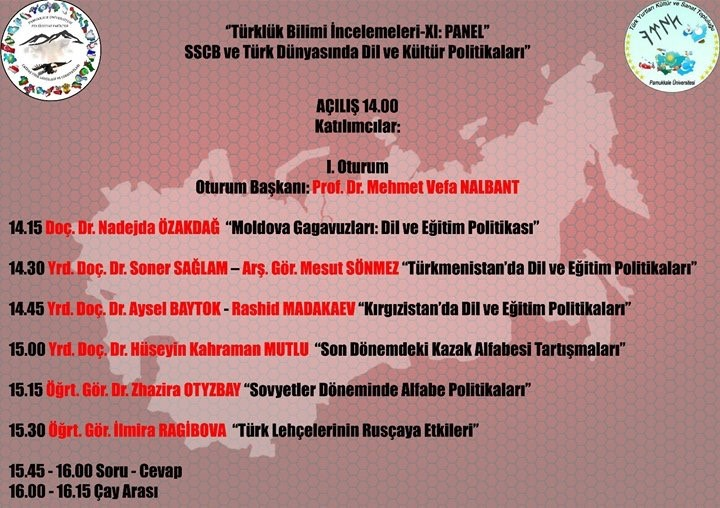 ‘‘Türklük Bilimi İncelemeleri-XI: PANEL’’
SSCB ve Türk Dünyasında Dil ve Kültür Politikaları’’
AÇILIŞ 14.00
Katılımcılar:
I. Oturum
Oturum Başkanı: Prof. Dr. Mehmet Vefa NALBANT
14.15 Doç. Dr. Nadejda ÖZAKDAĞ ‘‘Moldova Gagavuzları: Dil ve Eğitim Politikası’’
14.30 Yrd. Doç. Dr. Soner SAĞLAM – Arş. Gör. Mesut SÖNMEZ ‘‘Türkmenistan’da Dil ve Eğitim Politikaları’’
14.45 Yrd. Doç. Dr. Aysel BAYTOK - Rashid MADAKAEV ‘‘Kırgızistan’da Dil ve Eğitim Politikaları’’
15.00 Yrd. Doç. Dr. Hüseyin Kahraman MUTLU ‘‘Son Dönemdeki Kazak Alfabesi Tartışmaları’’
15.15 Öğrt. Gör. Dr. Zhazira OTYZBAY ‘‘Sovyetler Döneminde Alfabe Politikaları’’
15.30 Öğrt. Gör. İlmira RAGİBOVA ‘‘Türk Lehçelerinin Rusçaya Etkileri’’
15.45 - 16.00 Soru - Cevap
16.00 - 16.15 Çay Arası
PAMUKKALE ÜNİVERSİTESİ
Türk Yurtları Kültür ve Sanat Topluluğu
Pamukkale Üniversitesi